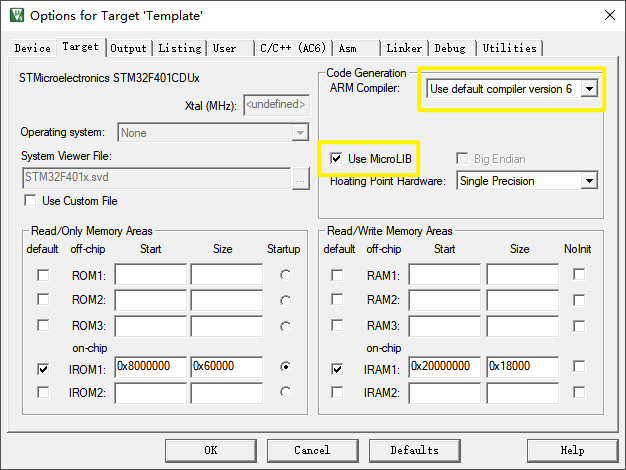 Options for Target 'Template'
Device Target Output Listing User C/C++ (AC6) Asm Linker Debug Utilities
STMicroelectronics STM32F401CDUx
Xtal (MHz): <undefined>
Operating system: None
System Viewer File:
STM32F401x.svd ...
Use Custom File
Code Generation
ARM Compiler: Use default compiler version 6
Use MicroLIB Big Endian
Floating Point Hardware: Single Precision
Read/Only Memory Areas
default off-chip Start Size Startup
ROM1:
ROM2:
ROM3:
on-chip
IROM1: 0x8000000 0x60000
IROM2:
Read/Write Memory Areas
default off-chip Start Size NoInit
RAM1:
RAM2:
RAM3:
on-chip
IRAM1: 0x20000000 0x18000
IRAM2:
OK Cancel Defaults Help